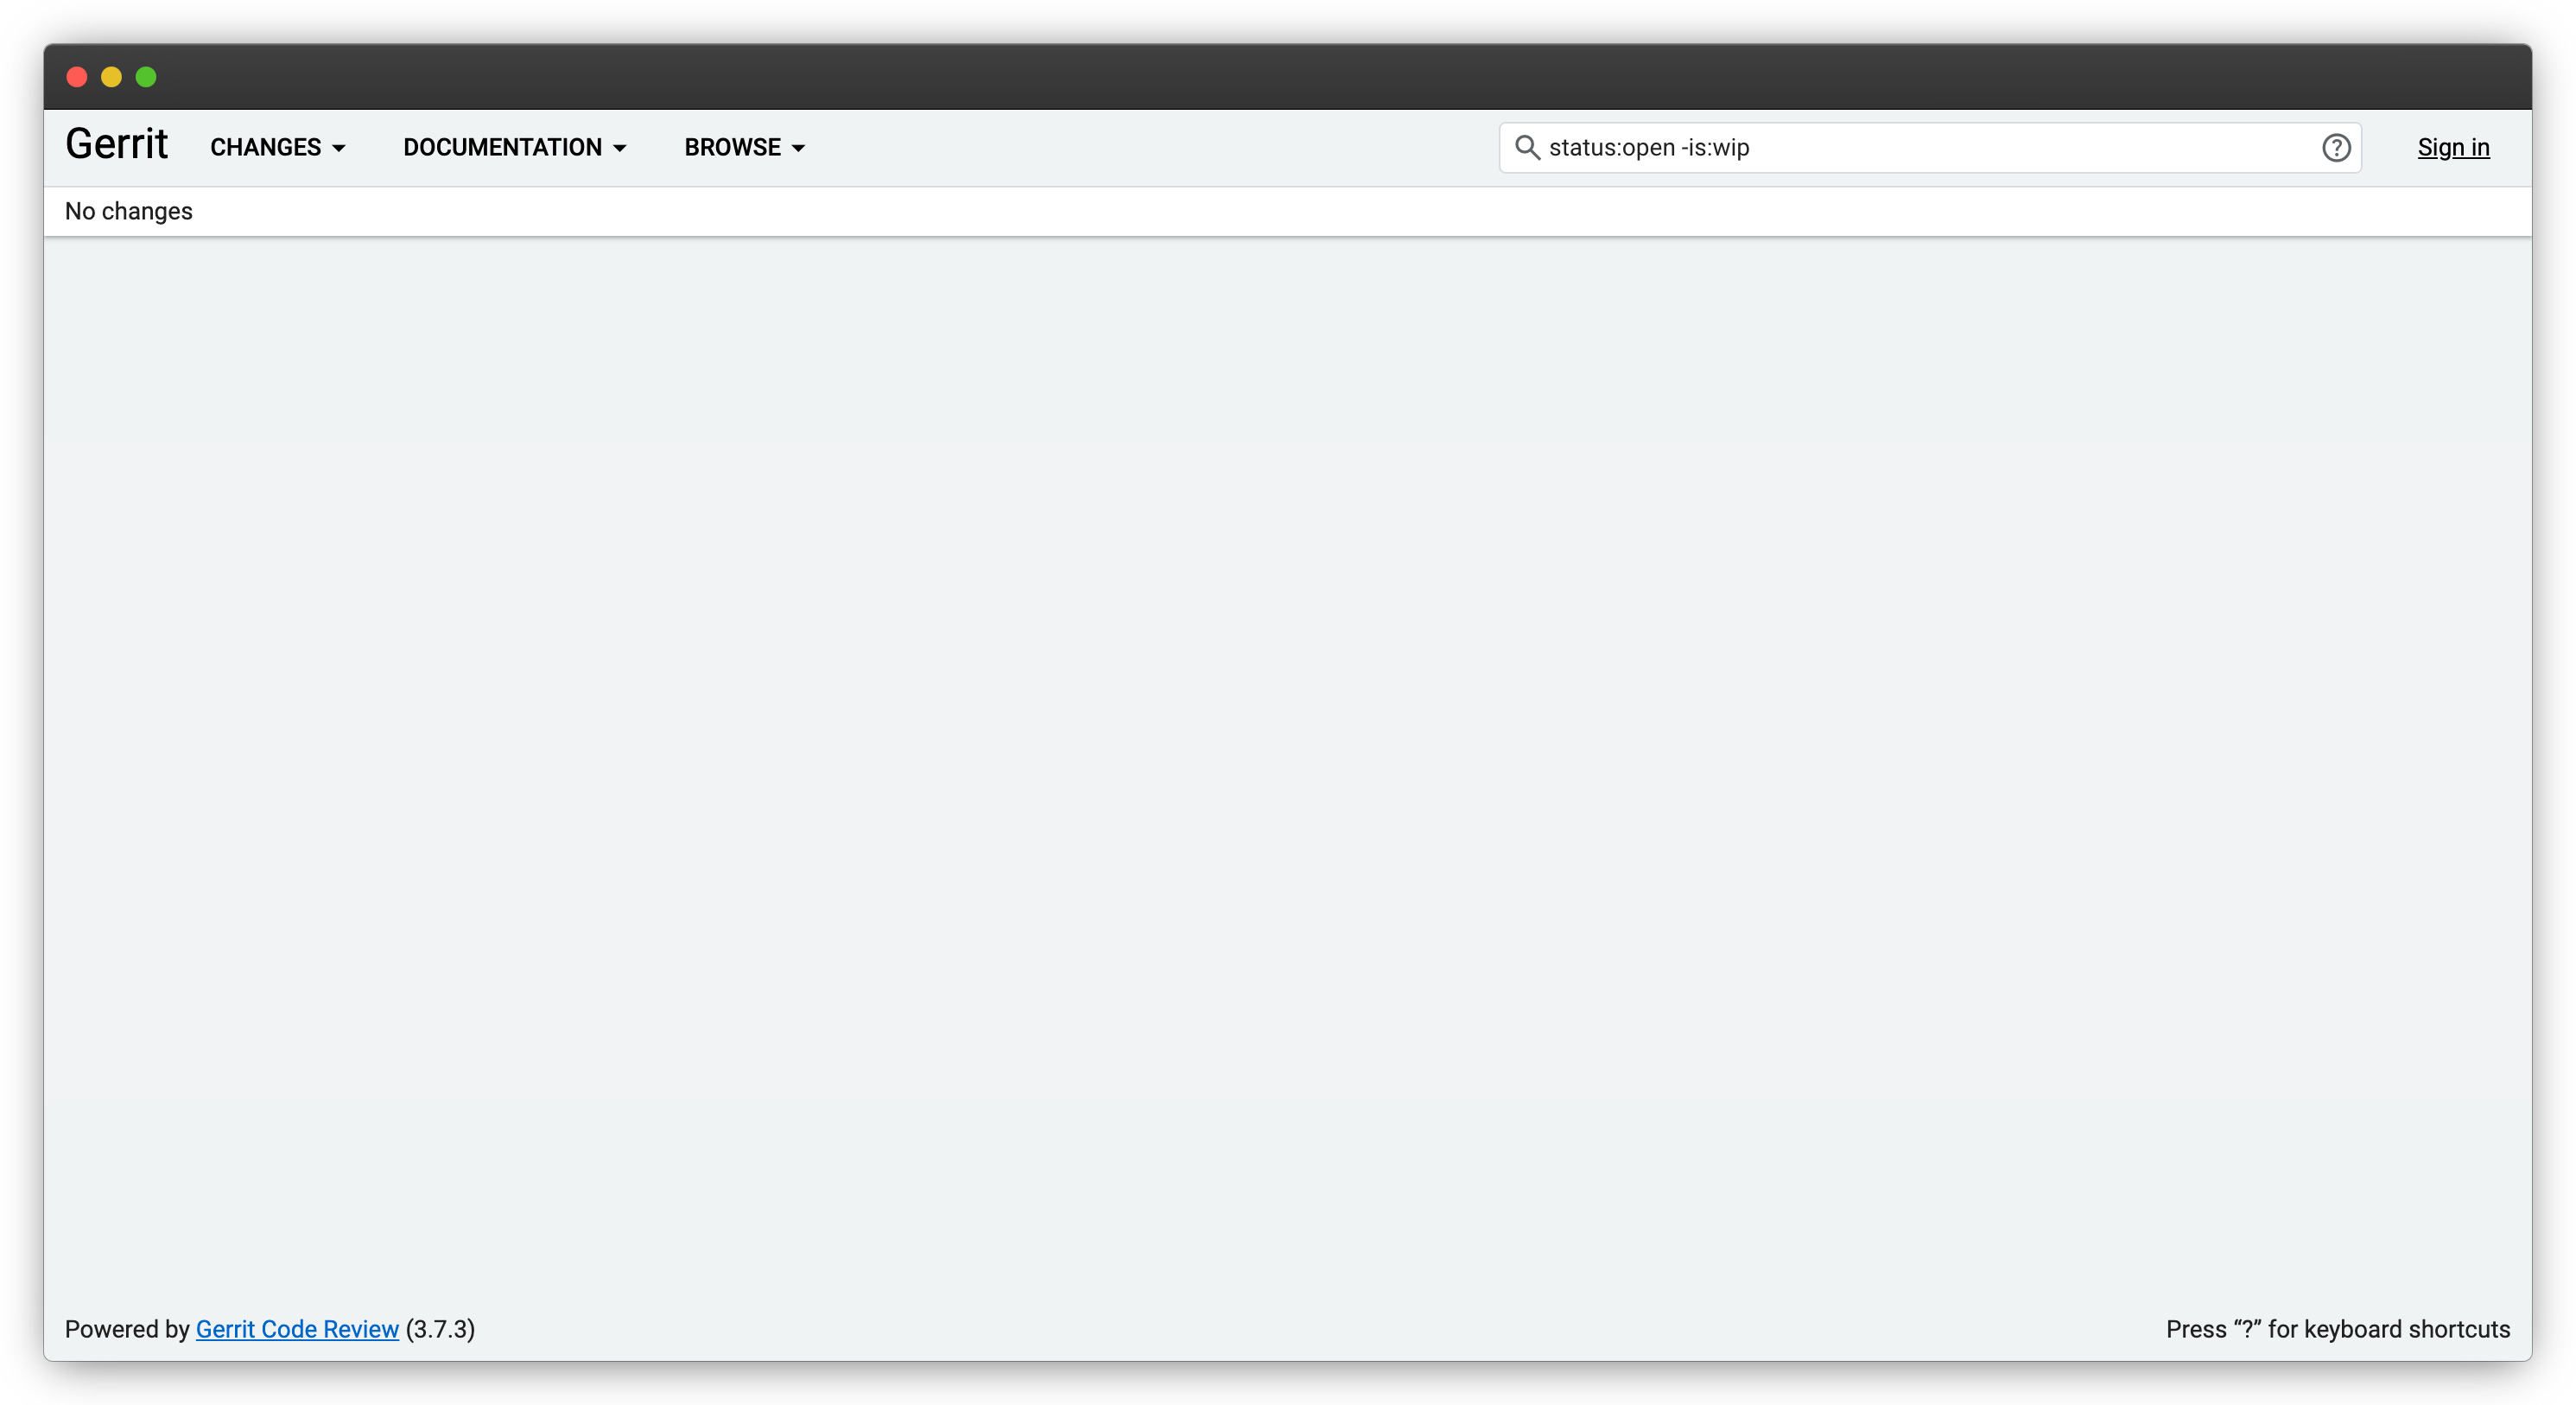 Gerrit CHANGES DOCUMENTATION BROWSE status:open -is:wip Sign in
No changes
Powered by Gerrit Code Review (3.7.3) Press “?” for keyboard shortcuts